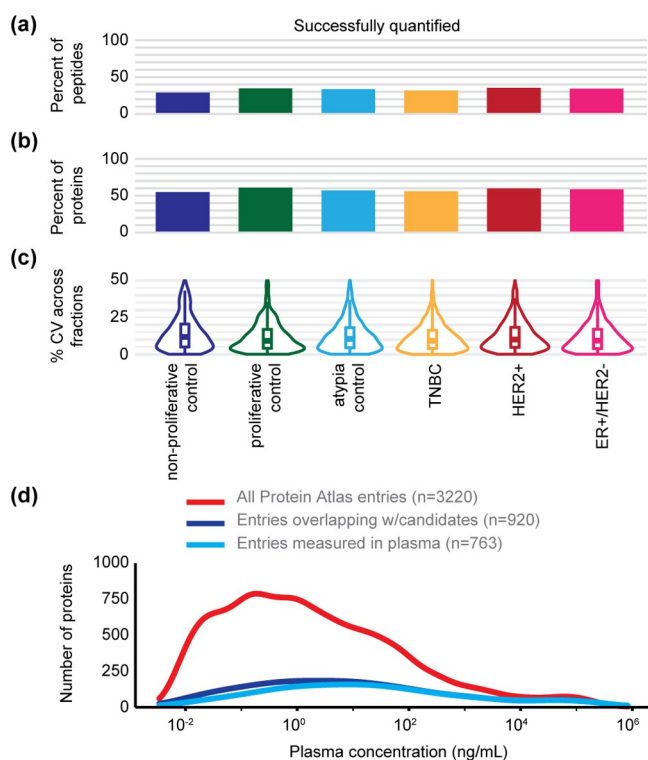 (a)
Successfully quantified
Percent of
peptides
100
50
0
(b)
Percent of
proteins
100
50
0
(c)
% CV across
fractions
50
25
0
non-proliferative
control
proliferative
control
atypia
control
TNBC
HER2+
ER+/HER2-
(d)
All Protein Atlas entries (n=3220)
Entries overlapping w/candidates (n=920)
Entries measured in plasma (n=763)
Number of proteins
1000
750
500
250
0
10⁻² 10⁰ 10² 10⁴ 10⁶
Plasma concentration (ng/mL)